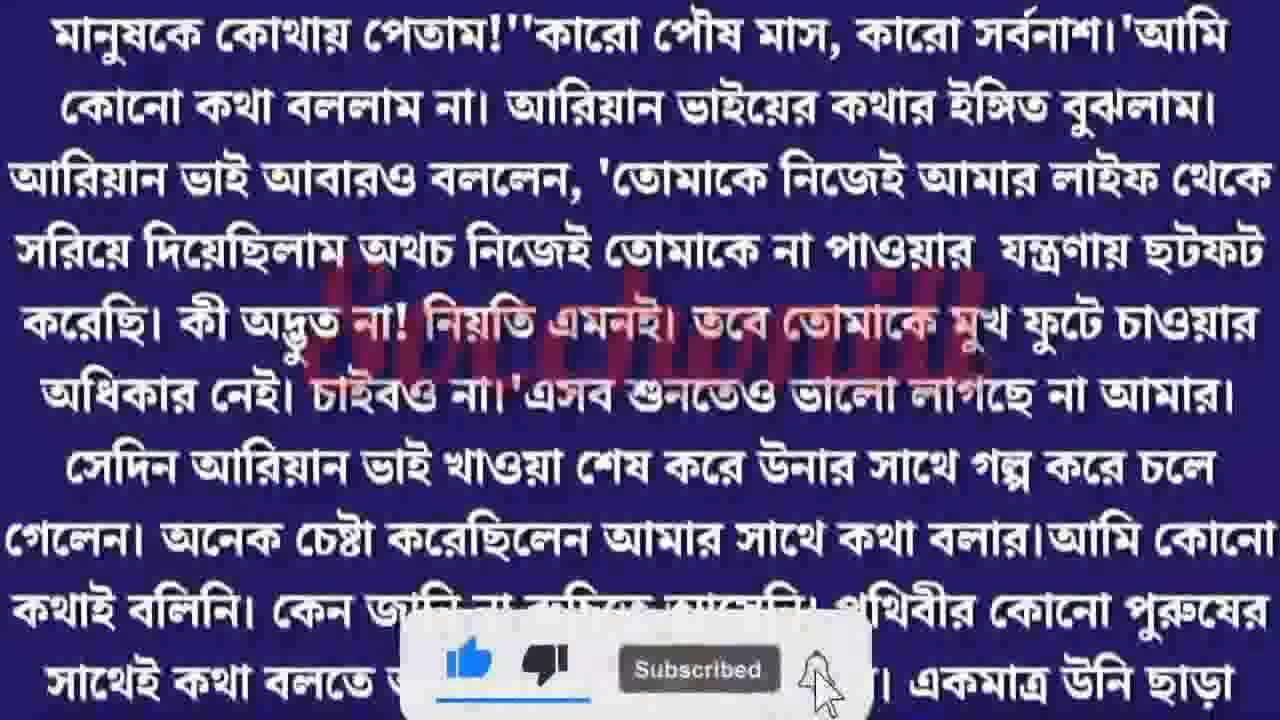 মানুষকে কোথায় পেতাম!''কারো পৌষ মাস, কারো সর্বনাশ।'আমি
কোনো কথা বললাম না। আরিয়ান ভাইয়ের কথার ইঙ্গিত বুঝলাম।
আরিয়ান ভাই আবারও বললেন, 'তোমাকে নিজেই আমার লাইফ থেকে
সরিয়ে দিয়েছিলাম অথচ নিজেই তোমাকে না পাওয়ার যন্ত্রণায় ছটফট
করেছি। কী অদ্ভুত না! নিয়তি এমনই। তবে তোমাকে মুখ ফুটে চাওয়ার
অধিকার নেই। চাইবও না।'এসব শুনতেও ভালো লাগছে না আমার।
সেদিন আরিয়ান ভাই খাওয়া শেষ করে উনার সাথে গল্প করে চলে
গেলেন। অনেক চেষ্টা করেছিলেন আমার সাথে কথা বলার।আমি কোনো
কথাই বলিনি। কেন জানি না পৃথিবীর কোনো পুরুষের
সাথেই কথা বলতে একমাত্র উনি ছাড়া
Subscribed